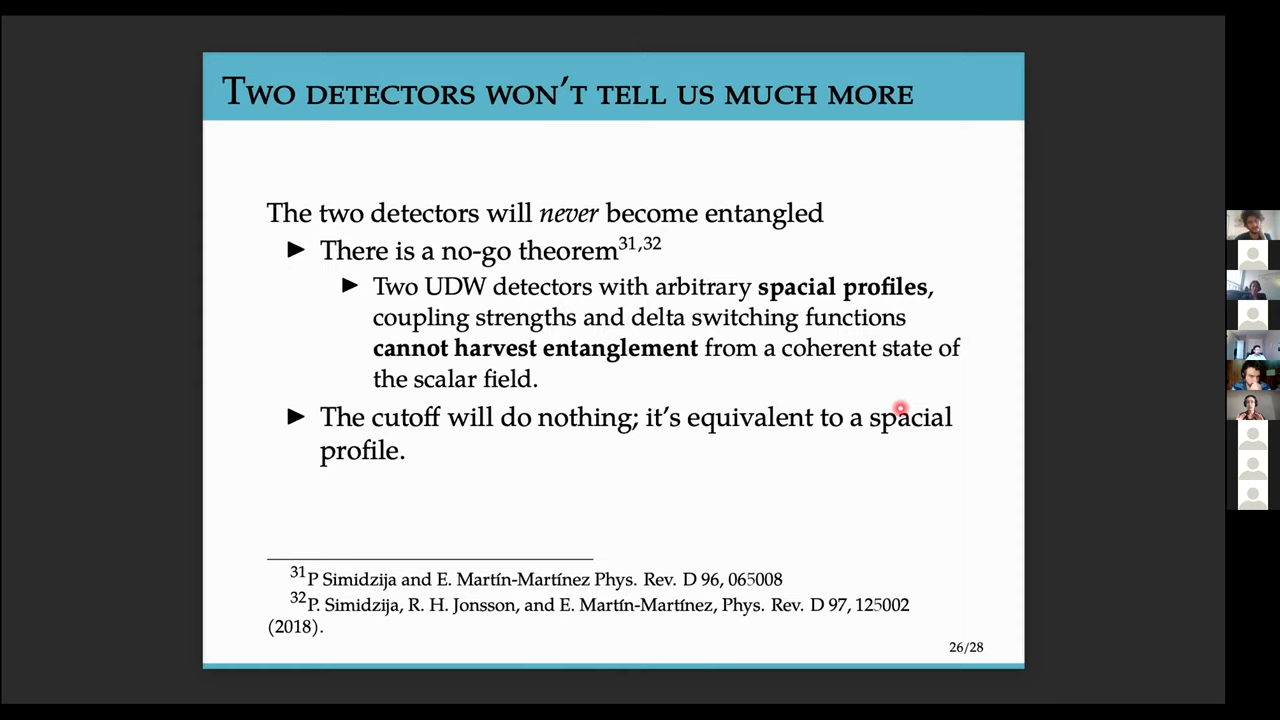 TWO DETECTORS WON'T TELL US MUCH MORE
The two detectors will never become entangled
▶ There is a no-go theorem31,32
▶ Two UDW detectors with arbitrary spacial profiles,
coupling strengths and delta switching functions
cannot harvest entanglement from a coherent state of
the scalar field.
▶ The cutoff will do nothing; it's equivalent to a spacial
profile.
31P Simidzija and E. Martín-Martínez Phys. Rev. D 96, 065008
32P. Simidzija, R. H. Jonsson, and E. Martín-Martínez, Phys. Rev. D 97, 125002
(2018).
26/28